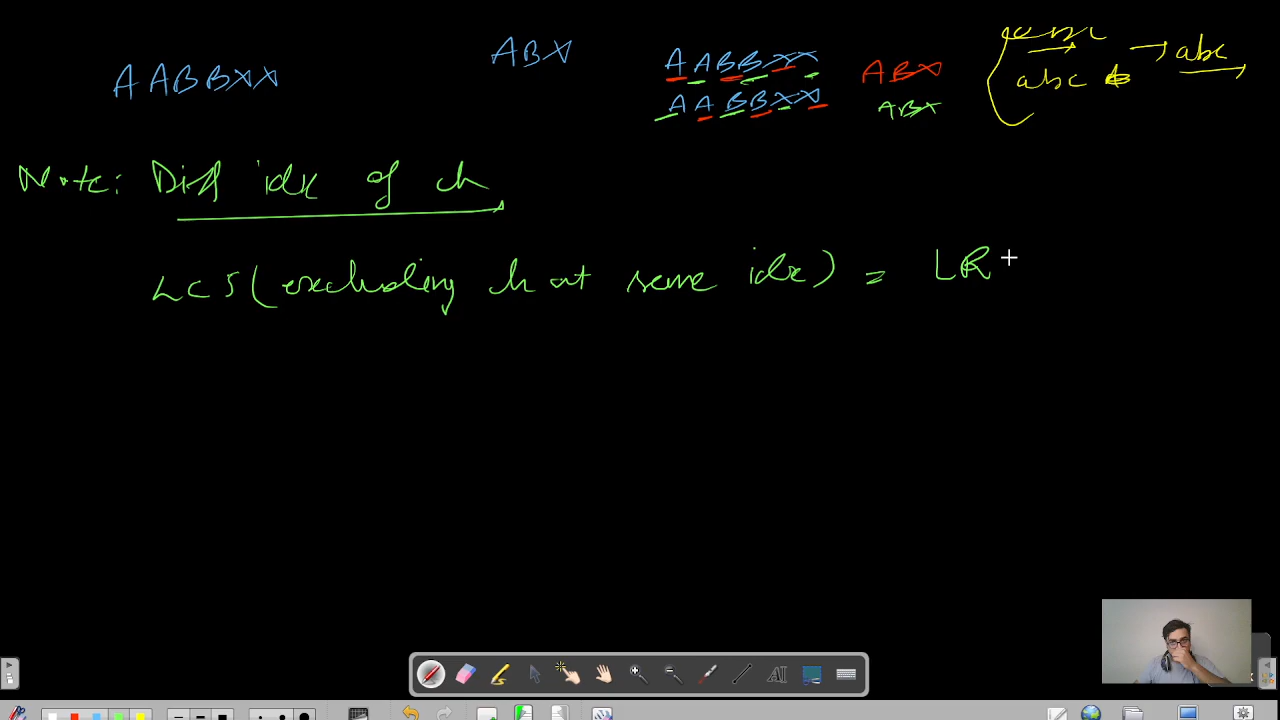 AABBXX
ABX
AABBXX
AABBXX
ABX
ABX
abc
abc
Note: Diff idx of ch
LCS(excluding ch at same idx) = LR